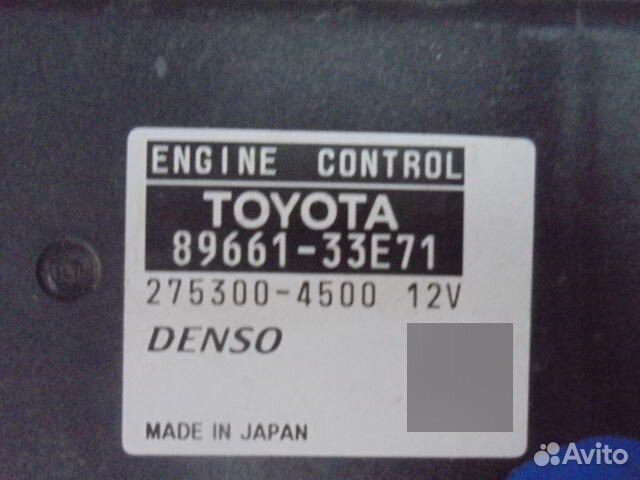 ENGINE CONTROL
TOYOTA
89661-33E71
275300-4500 12V
DENSO
MADE IN JAPAN
Avito